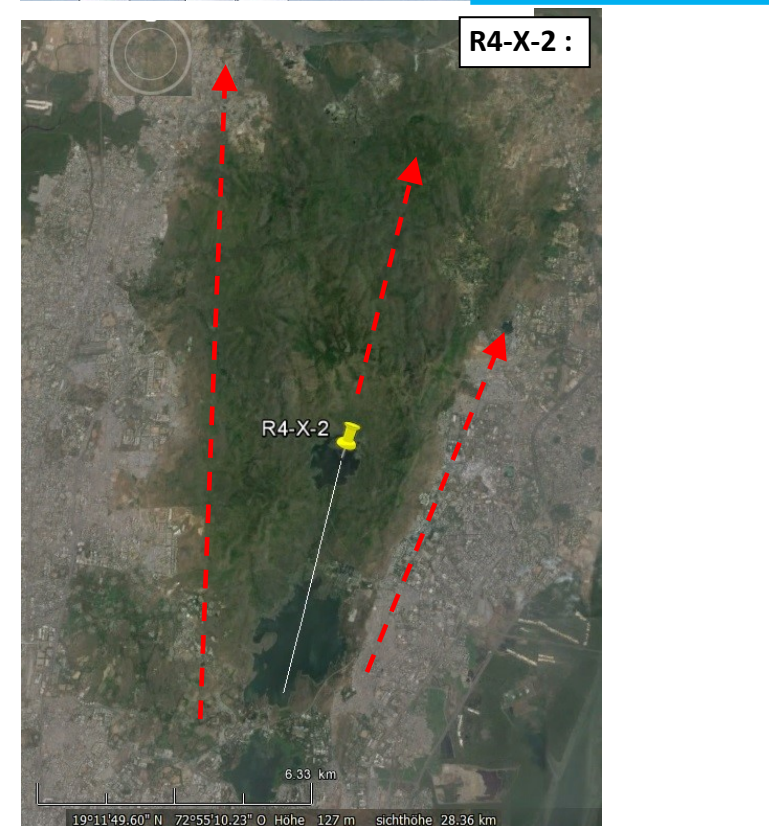 R4-X-2 :
R4-X-2
6.33 km
19°11'49.60" N 72°55'10.23" O Höhe 127 m sichthöhe 28.36 km